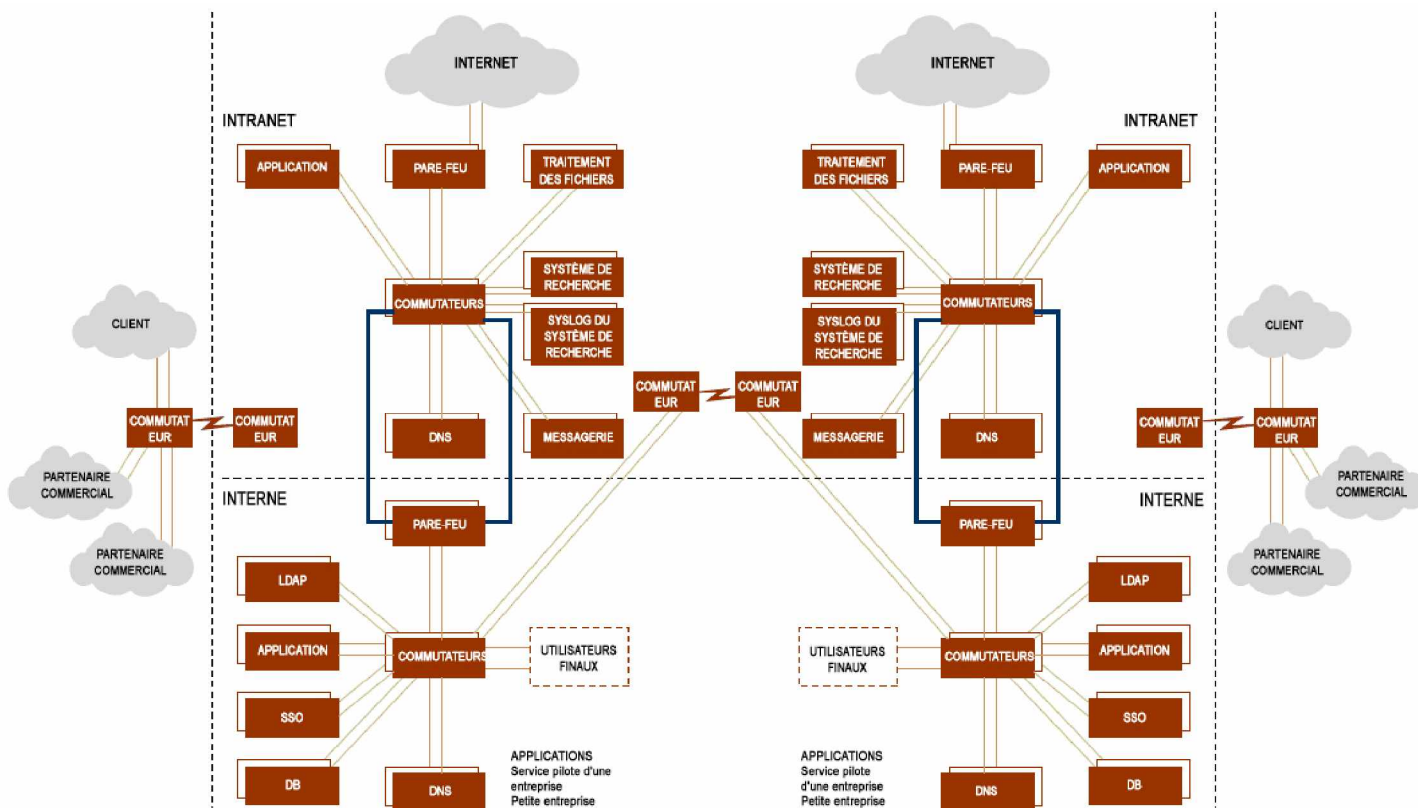 INTERNET
INTERNET
INTRANET
INTRANET
APPLICATION
PARE-FEU
TRAITEMENT
DES FICHIERS
TRAITEMENT
DES FICHIERS
PARE-FEU
APPLICATION
SYSTÈME DE
RECHERCHE
SYSTÈME DE
RECHERCHE
COMMUTATEURS
COMMUTATEURS
SYSLOG DU
SYSTÈME DE
RECHERCHE
SYSLOG DU
SYSTÈME DE
RECHERCHE
CLIENT
CLIENT
COMMUTAT
EUR
COMMUTAT
EUR
COMMUTAT
EUR
COMMUTAT
EUR
COMMUTAT
EUR
COMMUTAT
EUR
DNS
MESSAGERIE
MESSAGERIE
DNS
PARTENAIRE
COMMERCIAL
PARTENAIRE
COMMERCIAL
INTERNE
INTERNE
PARE-FEU
PARE-FEU
PARTENAIRE
COMMERCIAL
PARTENAIRE
COMMERCIAL
LDAP
LDAP
APPLICATION
COMMUTATEURS
UTILISATEURS
FINAUX
UTILISATEURS
FINAUX
COMMUTATEURS
APPLICATION
SSO
SSO
DB
DNS
APPLICATIONS
Service pilote d'une
entreprise
Petite entreprise
APPLICATIONS
Service pilote
d'une entreprise
Petite entreprise
DNS
DB